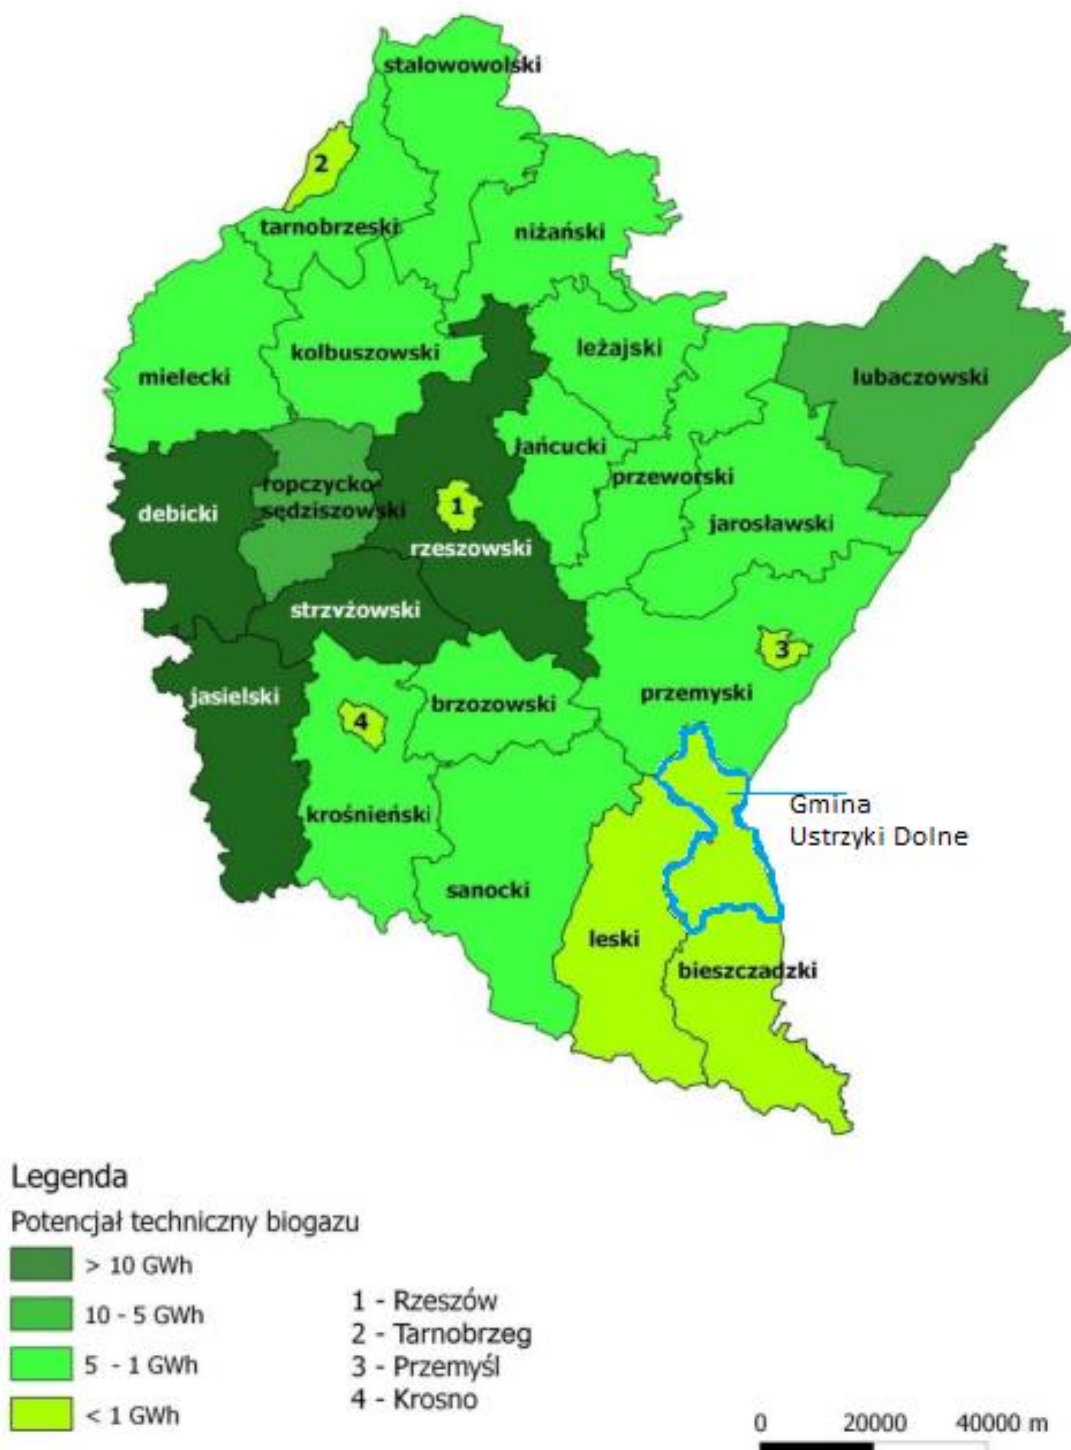 stalowowolski
2
tarnobrzeski
niżański
mielecki
kolbuszowski
leżajski
lubaczowski
łańcucki
przeworski
debicki
ropczycko-
sędziszowski
1
rzeszowski
jarosławski
strzyżowski
3
jasielski
4
brzozowski
przemyski
krośnieński
Gmina
Ustrzyki Dolne
sanocki
leski
bieszczadzki
Legenda
Potencjał techniczny biogazu
> 10 GWh
10 - 5 GWh
5 - 1 GWh
< 1 GWh
1 - Rzeszów
2 - Tarnobrzeg
3 - Przemyśl
4 - Krosno
0 20000 40000 m